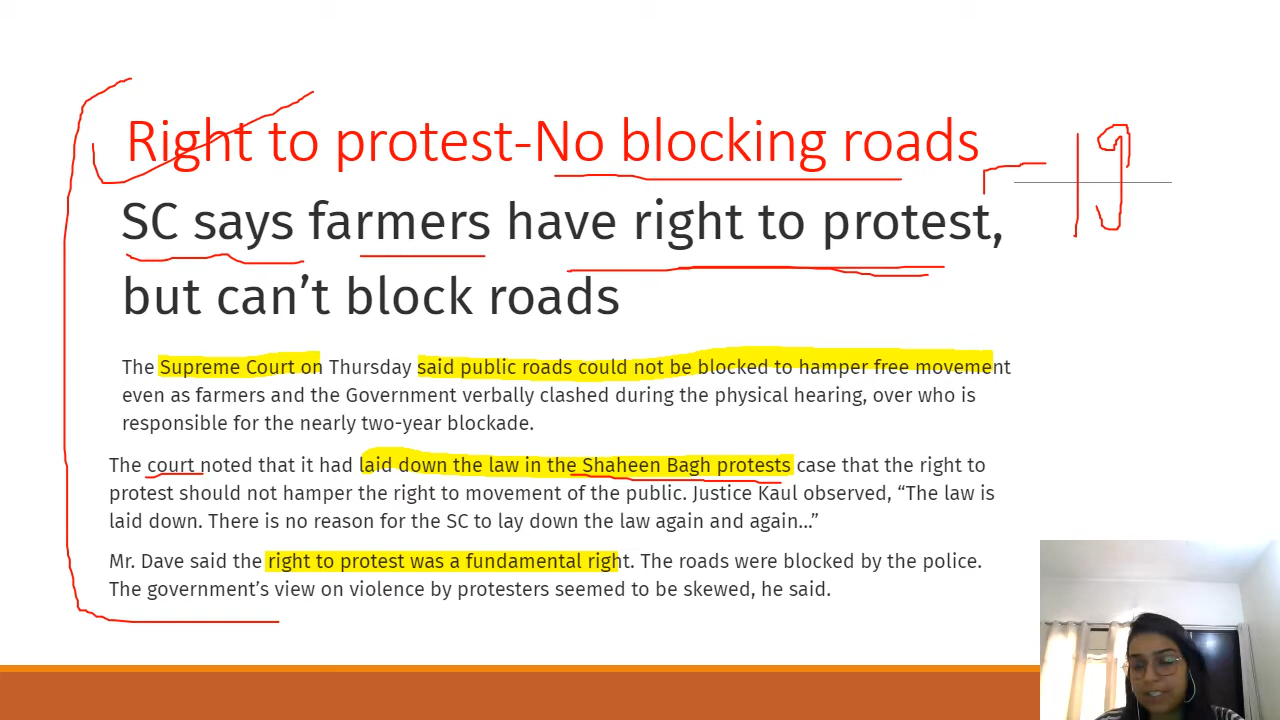 Right to protest-No blocking roads
19
SC says farmers have right to protest,
but can't block roads
The Supreme Court on Thursday said public roads could not be blocked to hamper free movement
even as farmers and the Government verbally clashed during the physical hearing, over who is
responsible for the nearly two-year blockade.
The court noted that it had laid down the law in the Shaheen Bagh protests case that the right to
protest should not hamper the right to movement of the public. Justice Kaul observed, “The law is
laid down. There is no reason for the SC to lay down the law again and again...”
Mr. Dave said the right to protest was a fundamental right. The roads were blocked by the police.
The government's view on violence by protesters seemed to be skewed, he said.